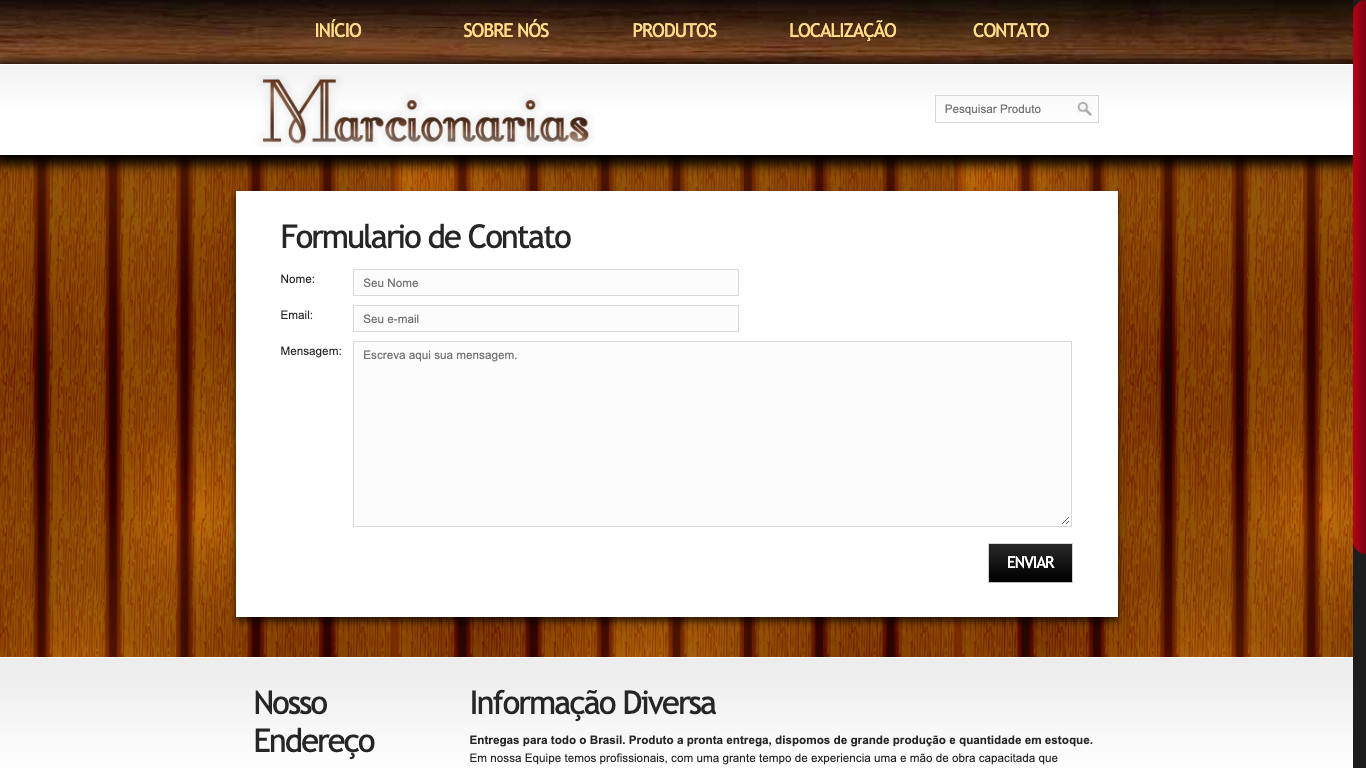 INÍCIO SOBRE NÓS PRODUTOS LOCALIZAÇÃO CONTATO
Marcionarias
Pesquisar Produto
Formulario de Contato
Nome: Seu Nome
Email: Seu e-mail
Mensagem: Escreva aqui sua mensagem.
ENVIAR
Nosso
Endereço
Informação Diversa
Entregas para todo o Brasil. Produto a pronta entrega, dispomos de grande produção e quantidade em estoque.
Em nossa Equipe temos profissionais, com uma grante tempo de experiencia uma e mão de obra capacitada que